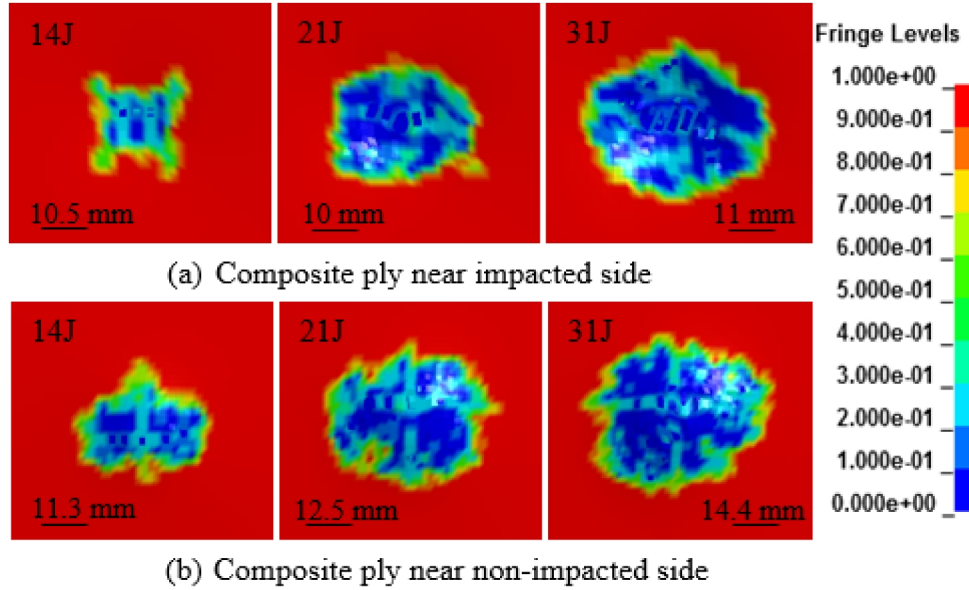 14J
21J
31J
Fringe Levels
1.000e+00
9.000e-01
8.000e-01
7.000e-01
6.000e-01
5.000e-01
4.000e-01
3.000e-01
2.000e-01
1.000e-01
0.000e+00
10.5 mm
10 mm
11 mm
(a) Composite ply near impacted side
14J
21J
31J
11.3 mm
12.5 mm
14.4 mm
(b) Composite ply near non-impacted side